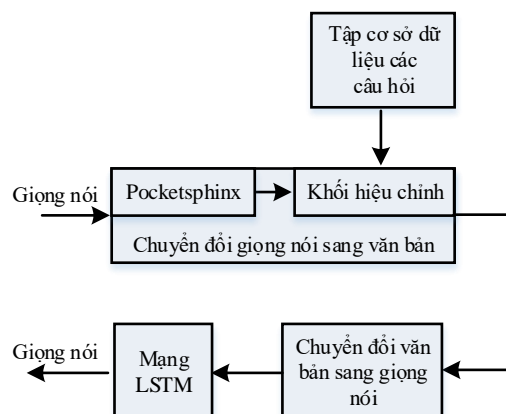 Tập cơ sở dữ
liệu các
câu hỏi
Giọng nói
Pocketsphinx
Khối hiệu chỉnh
Chuyển đổi giọng nói sang văn bản
Giọng nói
Mạng
LSTM
Chuyển đổi văn
bản sang giọng
nói